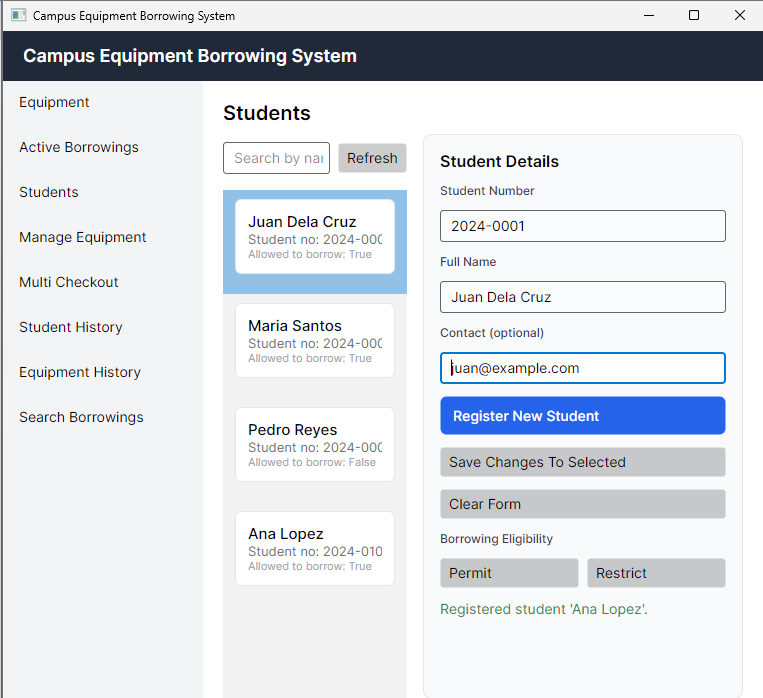 Campus Equipment Borrowing System
Campus Equipment Borrowing System
Equipment
Active Borrowings
Students
Manage Equipment
Multi Checkout
Student History
Equipment History
Search Borrowings
Students
Search by nar
Refresh
Juan Dela Cruz
Student no: 2024-000
Allowed to borrow: True
Maria Santos
Student no: 2024-000
Allowed to borrow: True
Pedro Reyes
Student no: 2024-000
Allowed to borrow: False
Ana Lopez
Student no: 2024-010
Allowed to borrow: True
Student Details
Student Number
2024-0001
Full Name
Juan Dela Cruz
Contact (optional)
juan@example.com
Register New Student
Save Changes To Selected
Clear Form
Borrowing Eligibility
Permit
Restrict
Registered student 'Ana Lopez'.